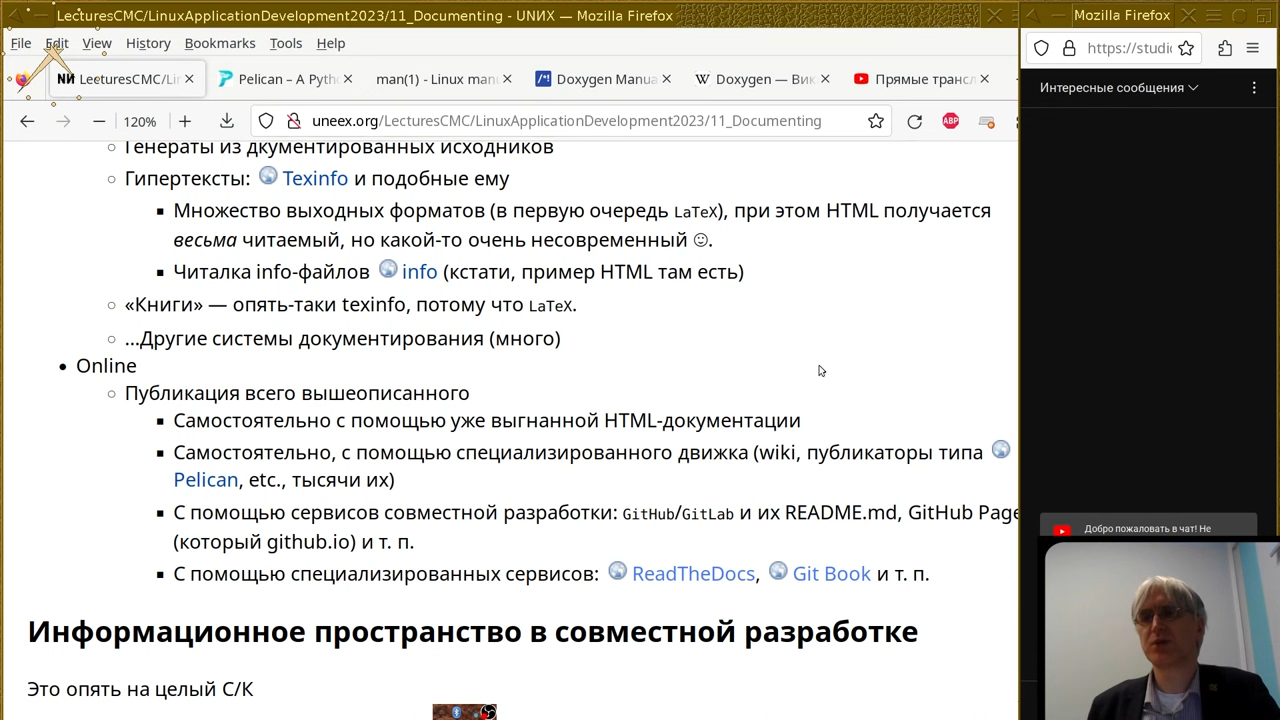 LecturesCMC/LinuxApplicationDevelopment2023/11_Documenting - UNИX — Mozilla Firefox
Mozilla Firefox
File Edit View History Bookmarks Tools Help
https://studi
LecturesCMC/Li
Pelican – A Pyth
man(1) - Linux man
Doxygen Manua
Doxygen — Вик
Прямые трансл
Интересные сообщения
120%
uneex.org/LecturesCMC/LinuxApplicationDevelopment2023/11_Documenting
ABP
Генераты из дкументированных исходников
Гипертексты: Texinfo и подобные ему
Множество выходных форматов (в первую очередь LaTeX), при этом HTML получается
весьма читаемый, но какой-то очень несовременный ☺.
Читалка info-файлов info (кстати, пример HTML там есть)
«Книги» — опять-таки texinfo, потому что LaTeX.
…Другие системы документирования (много)
Online
Публикация всего вышеописанного
Самостоятельно с помощью уже выгнанной HTML-документации
Самостоятельно, с помощью специализированного движка (wiki, публикаторы типа
Pelican, etc., тысячи их)
С помощью сервисов совместной разработки: GitHub/GitLab и их README.md, GitHub Page
(который github.io) и т. п.
Добро пожаловать в чат! Не
С помощью специализированных сервисов: ReadTheDocs, Git Book и т. п.
Информационное пространство в совместной разработке
Это опять на целый С/К